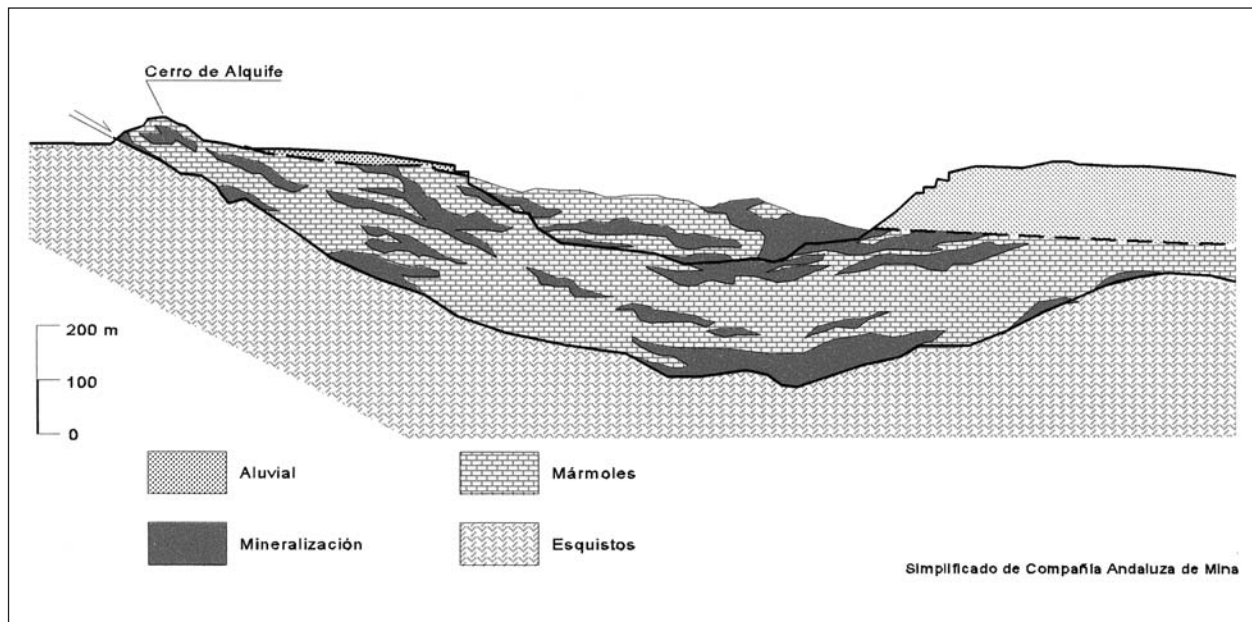 Cerro de Alquife
200 m
100
0
Aluvial
Mármoles
Mineralización
Esquistos
Simplificado de Compañía Andaluza de Mina